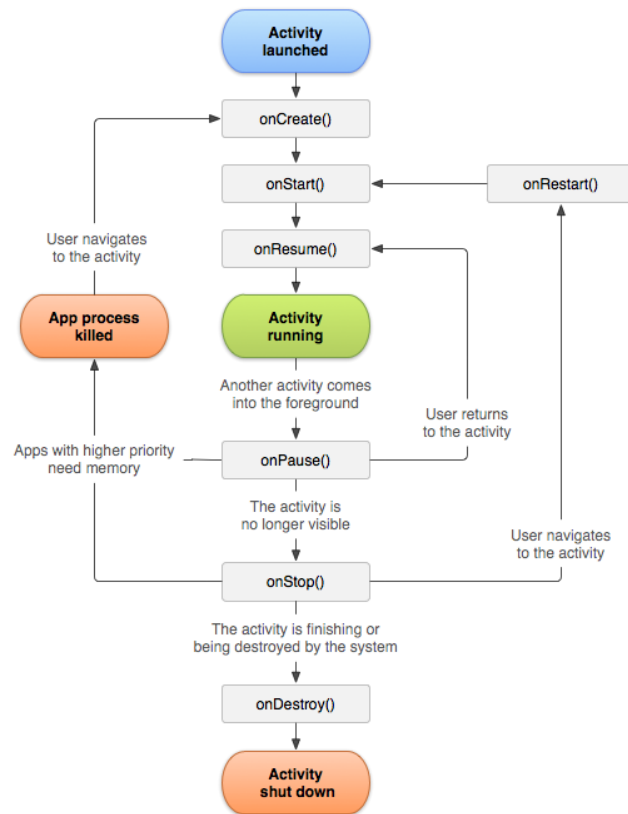 Activity
launched
onCreate()
onStart()
onRestart()
User navigates
to the activity
onResume()
App process
killed
Activity
running
Another activity comes
into the foreground
User returns
to the activity
Apps with higher priority
need memory
onPause()
The activity is
no longer visible
User navigates
to the activity
onStop()
The activity is finishing or
being destroyed by the system
onDestroy()
Activity
shut down